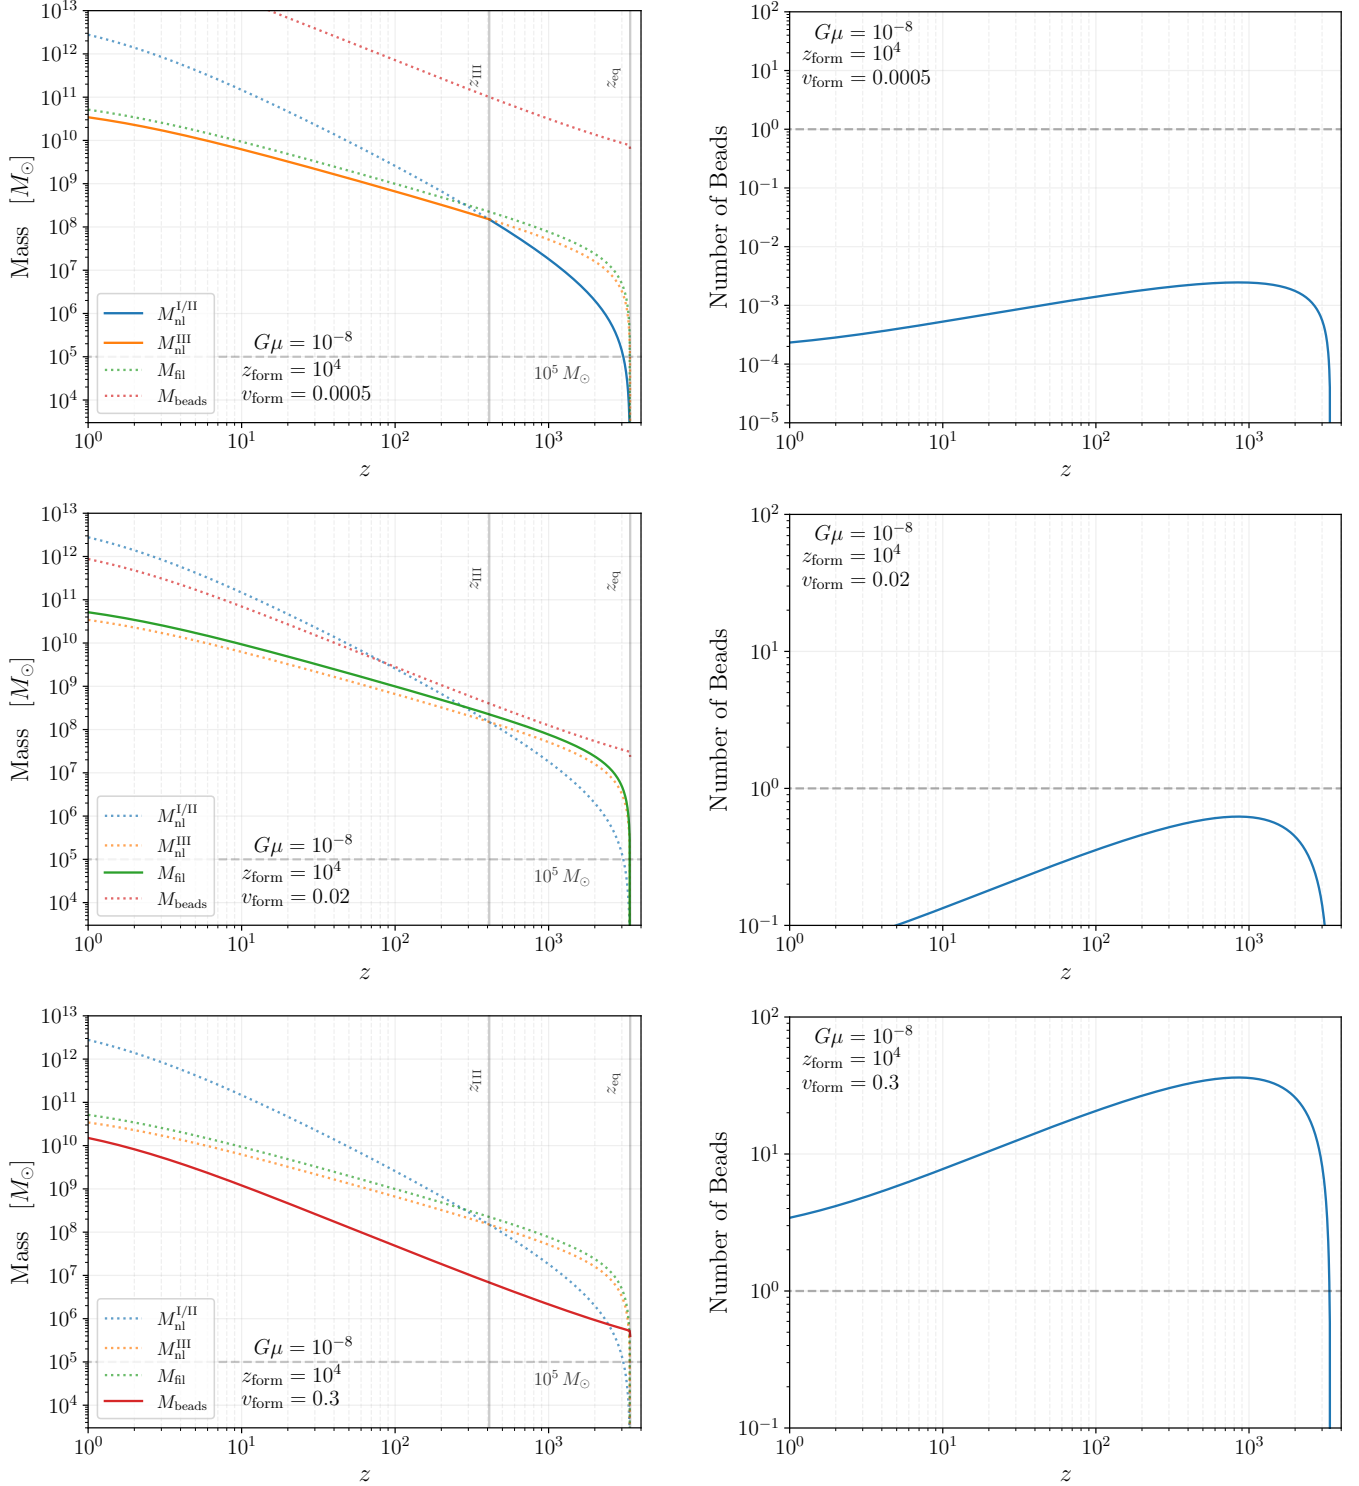 10^13
10^12
10^11
10^10
10^9
10^8
10^7
10^6
10^5
10^4
Mass [M_⊙]
z_III
z_eq
M_nl^I/II
M_nl^III
M_fil
M_beads
Gμ = 10^−8
z_form = 10^4
v_form = 0.0005
10^5 M_⊙
10^0 10^1 10^2 10^3
z
10^2
10^1
10^0
10^−1
10^−2
10^−3
10^−4
10^−5
Number of Beads
Gμ = 10^−8
z_form = 10^4
v_form = 0.0005
10^0 10^1 10^2 10^3
z
10^13
10^12
10^11
10^10
10^9
10^8
10^7
10^6
10^5
10^4
Mass [M_⊙]
z_III
z_eq
M_nl^I/II
M_nl^III
M_fil
M_beads
Gμ = 10^−8
z_form = 10^4
v_form = 0.02
10^5 M_⊙
10^0 10^1 10^2 10^3
z
10^2
10^1
10^0
10^−1
Number of Beads
Gμ = 10^−8
z_form = 10^4
v_form = 0.02
10^0 10^1 10^2 10^3
z
10^13
10^12
10^11
10^10
10^9
10^8
10^7
10^6
10^5
10^4
Mass [M_⊙]
z_III
z_eq
M_nl^I/II
M_nl^III
M_fil
M_beads
Gμ = 10^−8
z_form = 10^4
v_form = 0.3
10^5 M_⊙
10^0 10^1 10^2 10^3
z
10^2
10^1
10^0
10^−1
Number of Beads
Gμ = 10^−8
z_form = 10^4
v_form = 0.3
10^0 10^1 10^2 10^3
z